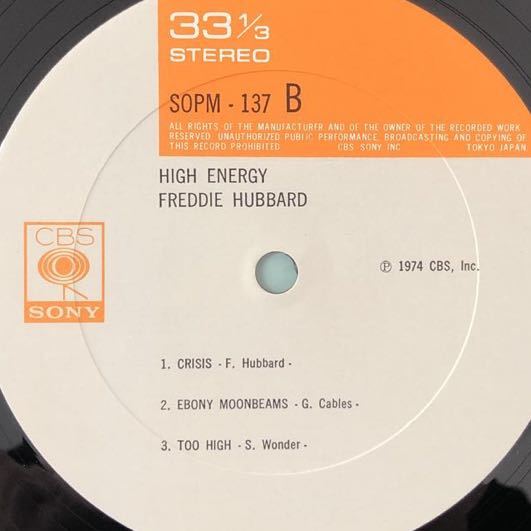 33 1/3
STEREO
SOPM - 137 B
ALL RIGHTS OF THE MANUFACTURER AND OF THE OWNER OF THE RECORDED WORK
RESERVED. UNAUTHORIZED PUBLIC PERFORMANCE, BROADCASTING AND COPYING OF
THIS RECORD PROHIBITED CBS SONY INC TOKYO JAPAN
HIGH ENERGY
FREDDIE HUBBARD
CBS
SONY
Ⓟ 1974 CBS, Inc.
1. CRISIS - F. Hubbard -
2. EBONY MOONBEAMS - G. Cables -
3. TOO HIGH - S. Wonder -